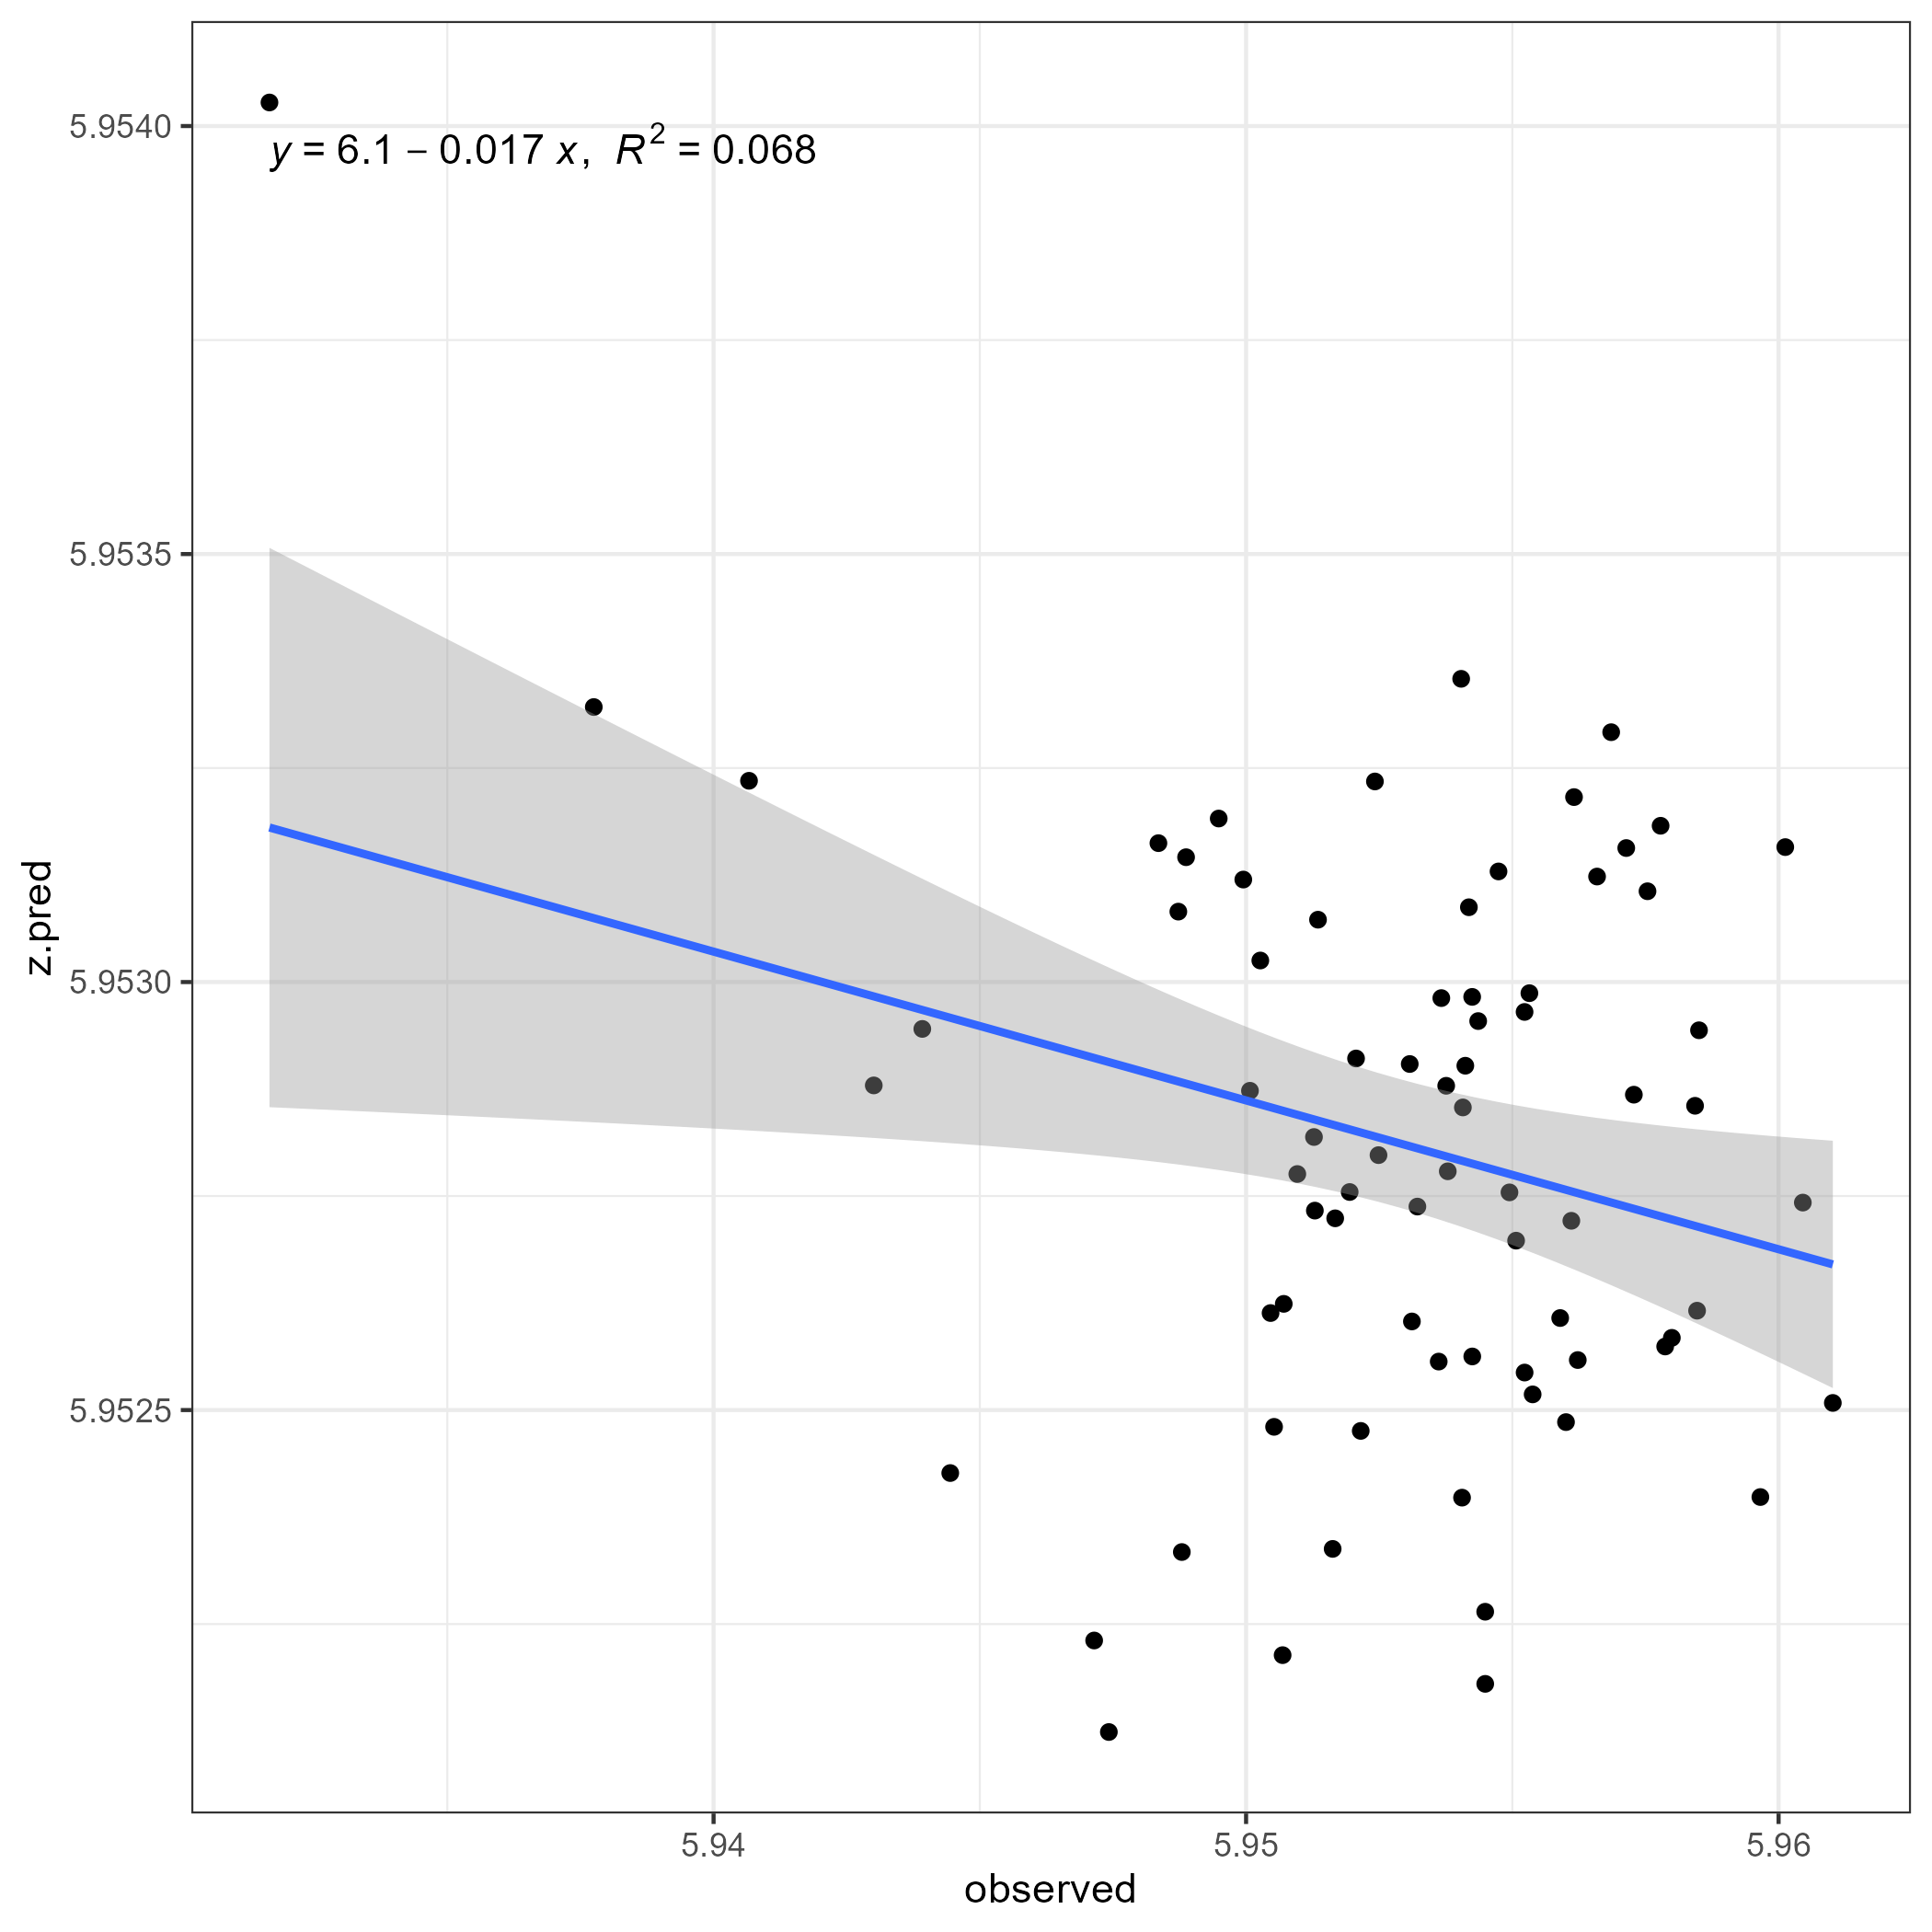 5.9540
y = 6.1 – 0.017 x, R² = 0.068
5.9535
z.pred
5.9530
5.9525
5.94 5.95 5.96
observed